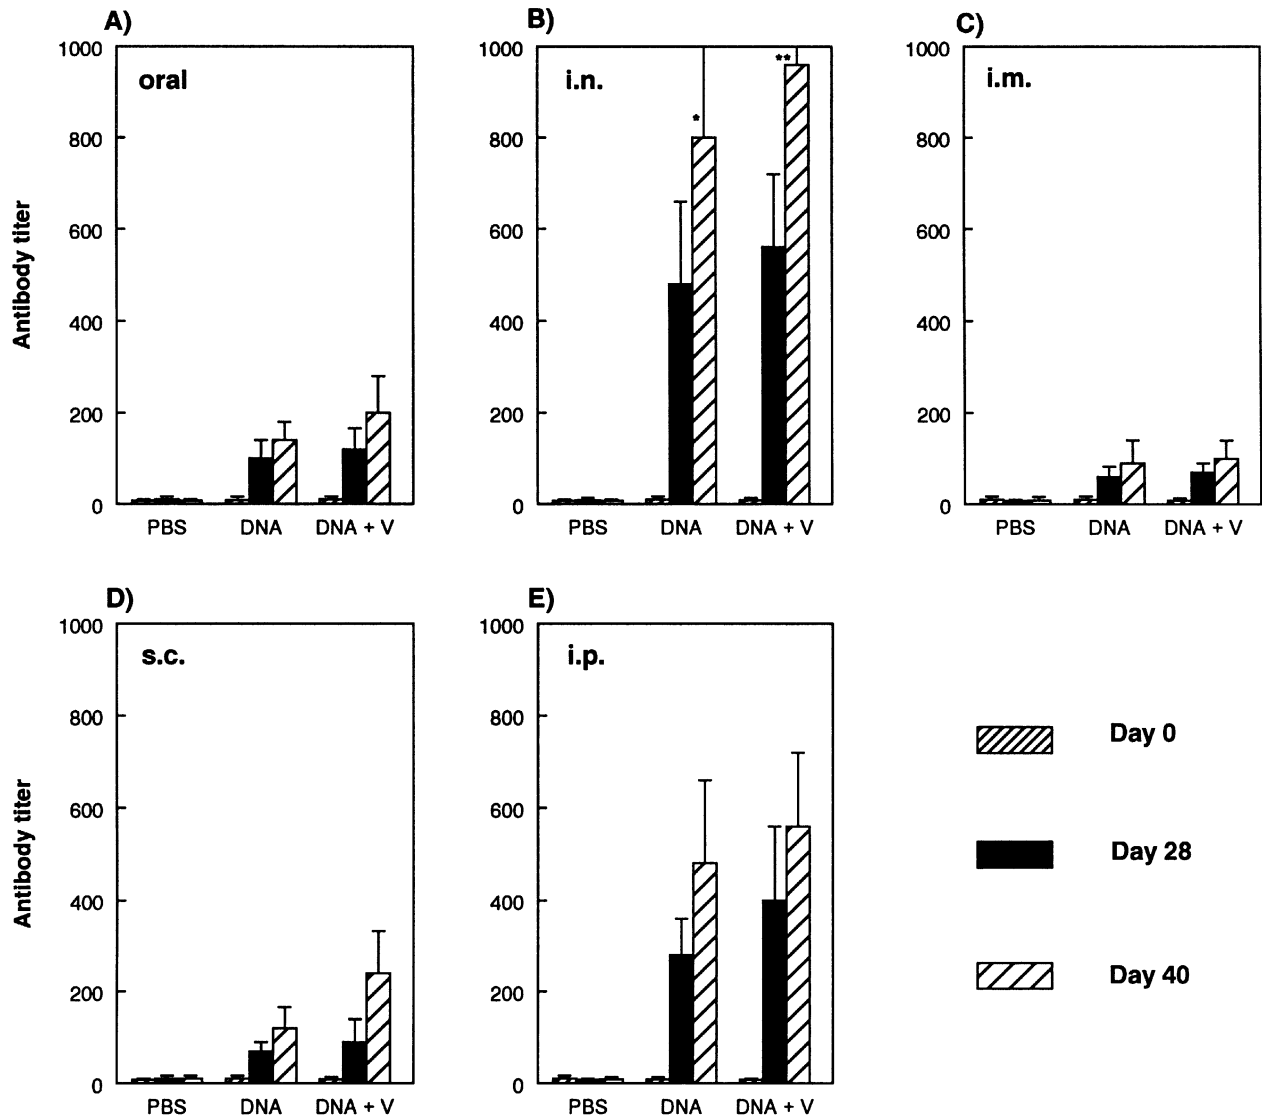 A)
oral
Antibody titer
1000
800
600
400
200
0
PBS DNA DNA + V
B)
i.n.
*
**
1000
800
600
400
200
0
PBS DNA DNA + V
C)
i.m.
1000
800
600
400
200
0
PBS DNA DNA + V
D)
s.c.
Antibody titer
1000
800
600
400
200
0
PBS DNA DNA + V
E)
i.p.
1000
800
600
400
200
0
PBS DNA DNA + V
Day 0
Day 28
Day 40